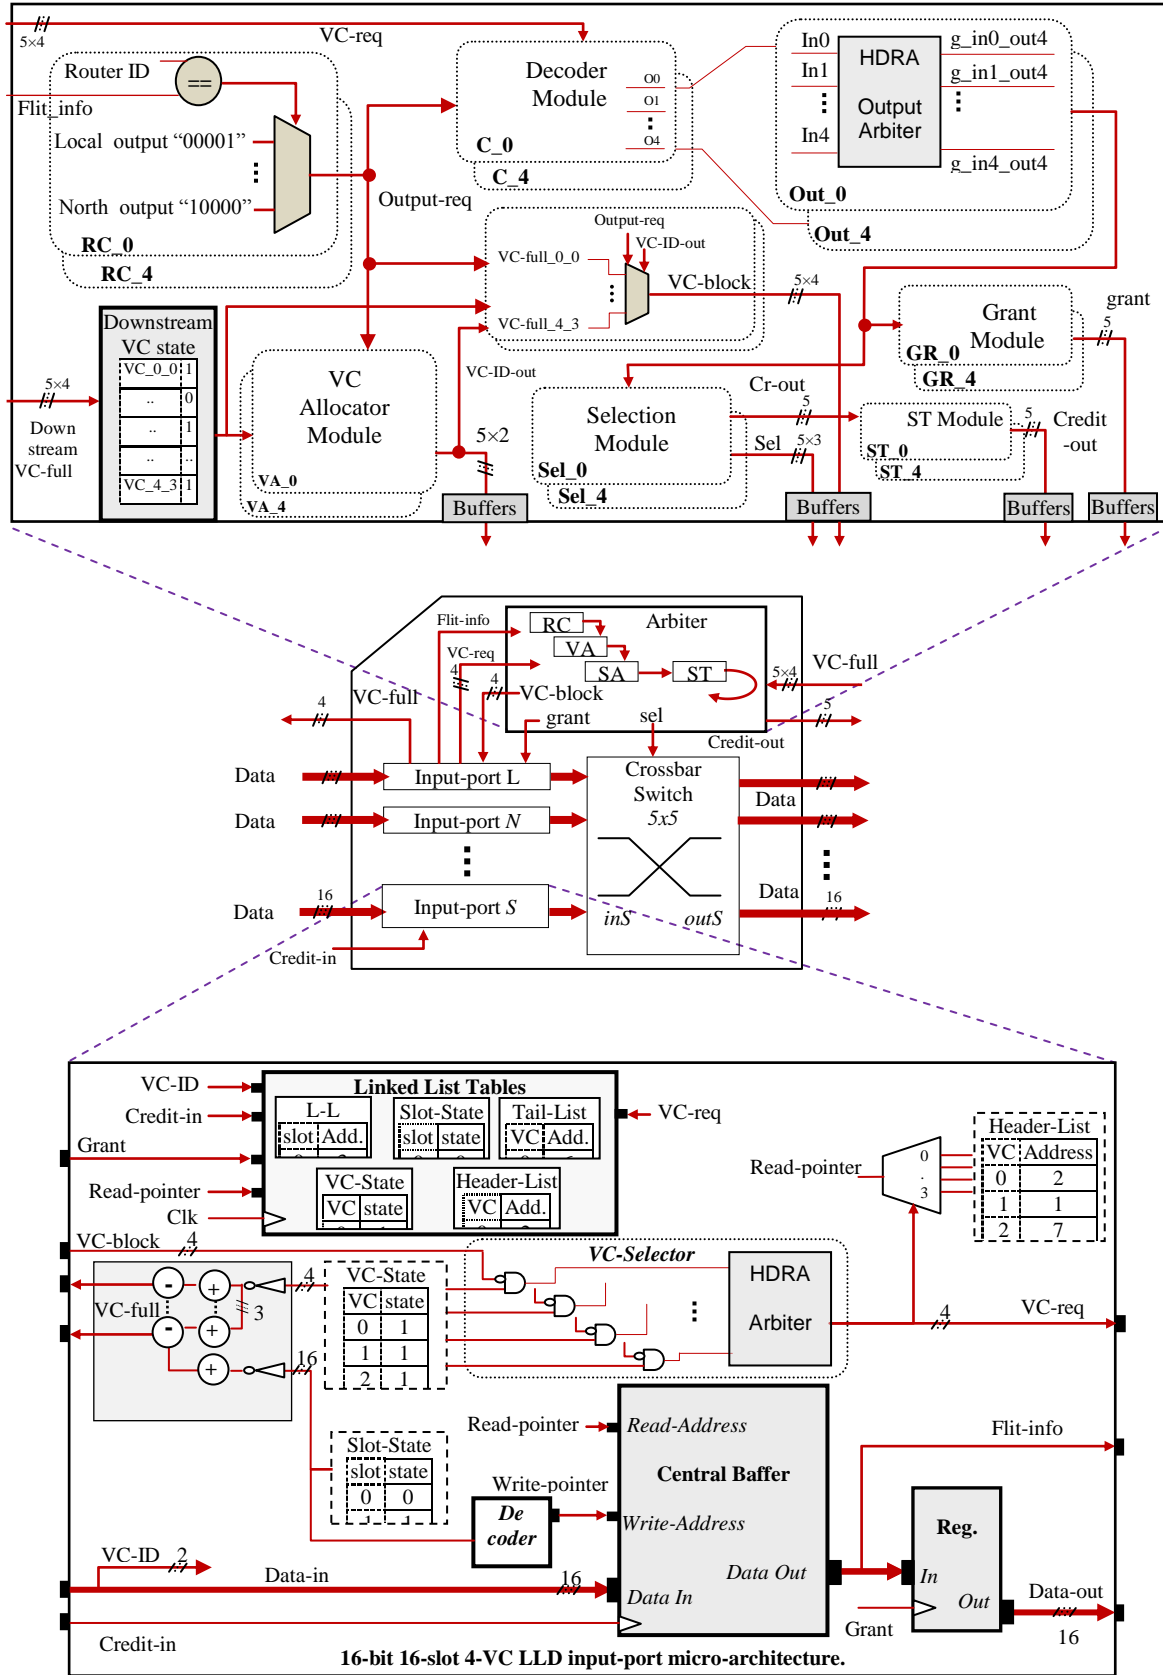 5×4
VC-req
Router ID
==
Flit_info
Local output “00001”
North output “10000”
RC_0
RC_4
Output-req
Decoder
Module
O0
O1
O4
C_0
C_4
In0
In1
In4
HDRA
Output
Arbiter
g_in0_out4
g_in1_out4
g_in4_out4
Out_0
Out_4
Output-req
VC-ID-out
VC-full_0_0
VC-full_4_3
VC-block
5×4
Downstream
VC state
VC_0_0 1
.. 0
.. 1
.. ..
VC_4_3 1
5×4
Down
stream
VC-full
VC
Allocator
Module
VA_0
VA_4
VC-ID-out
5×2
Buffers
Selection
Module
Sel_0
Sel_4
Cr-out
5
Sel
5×3
Buffers
Grant
Module
GR_0
GR_4
grant
5
ST Module
ST_0
ST_4
5
Credit
-out
Buffers
Buffers
Flit-info
VC-req
4
4
VC-block
grant
RC
VA
SA
ST
Arbiter
sel
5×4
VC-full
5
Credit-out
4
VC-full
Data
Input-port L
Data
Input-port N
16
Data
Input-port S
Credit-in
Crossbar
Switch
5x5
inS
outS
Data
Data
16
Linked List Tables
VC-ID
Credit-in
Grant
Read-pointer
Clk
L-L
slot Add.
Slot-State
slot state
Tail-List
VC Add.
VC-State
VC state
Header-List
VC Add.
VC-req
Read-pointer
0
.
3
Header-List
VC Address
0 2
1 1
2 7
VC-block
4
VC-full
-
+
-
+
+
3
4
16
VC-State
VC state
0 1
1 1
2 1
VC-Selector
HDRA
Arbiter
4
VC-req
Slot-State
slot state
0 0
Read-pointer
Write-pointer
De
coder
Read-Address
Central Baffer
Write-Address
Data Out
Data In
Flit-info
Reg.
In
Out
Grant
Data-out
16
VC-ID
2
Data-in
16
Credit-in
16-bit 16-slot 4-VC LLD input-port micro-architecture.